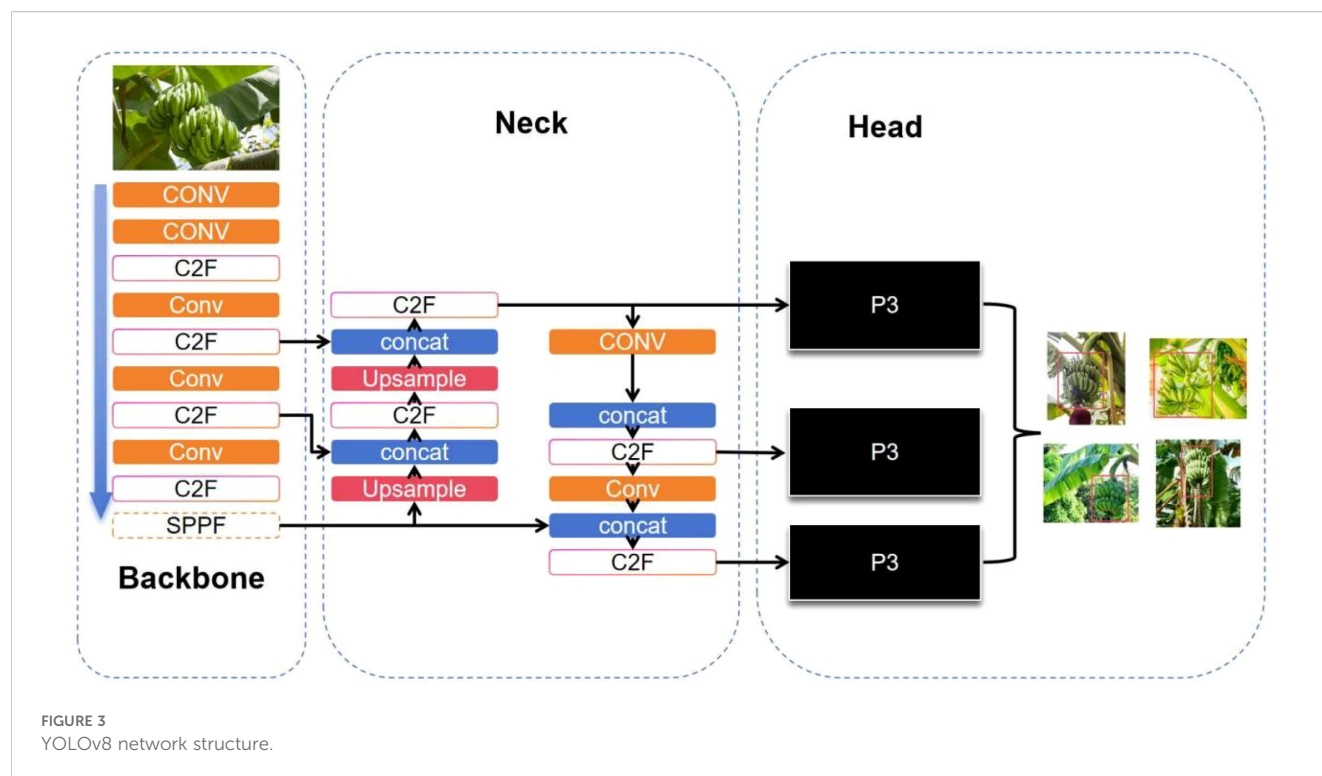 CONV
CONV
C2F
Conv
C2F
Conv
C2F
Conv
C2F
SPPF
Backbone
Neck
C2F
concat
Upsample
C2F
concat
Upsample
CONV
concat
C2F
Conv
concat
C2F
Head
P3
P3
P3
FIGURE 3
YOLOv8 network structure.